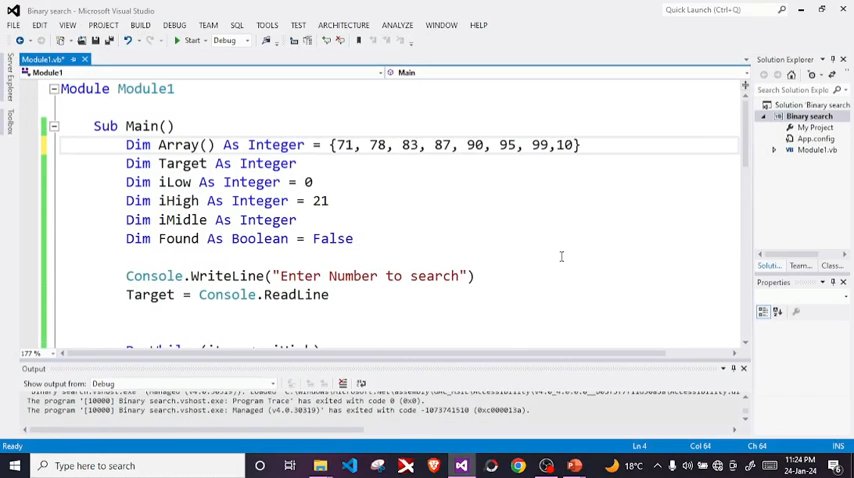 Binary search - Microsoft Visual Studio
Quick Launch (Ctrl+Q)
FILE EDIT VIEW PROJECT BUILD DEBUG TEAM SQL TOOLS TEST ARCHITECTURE ANALYZE WINDOW HELP
Start Debug
Module1.vb*
Module1 Main
Server Explorer
Toolbox
Module Module1
Sub Main()
Dim Array() As Integer = {71, 78, 83, 87, 90, 95, 99,10}
Dim Target As Integer
Dim iLow As Integer = 0
Dim iHigh As Integer = 21
Dim iMidle As Integer
Dim Found As Boolean = False
Console.WriteLine("Enter Number to search")
Target = Console.ReadLine
177 %
Solution Explorer
Search Solution Explorer
Solution 'Binary search
Binary search
My Project
App.config
Module1.vb
Soluti... Team... Class...
Properties
Output
Show output from: Debug
The program '[10000] Binary search.vshost.exe: Program Trace' has exited with code 0 (0x0).
The program '[10000] Binary search.vshost.exe: Managed (v4.0.30319)' has exited with code -1073741510 (0xc000013a).
Ready Ln 4 Col 64 Ch 64 INS
Type here to search
18°C
11:24 PM
24-Jan-24
6